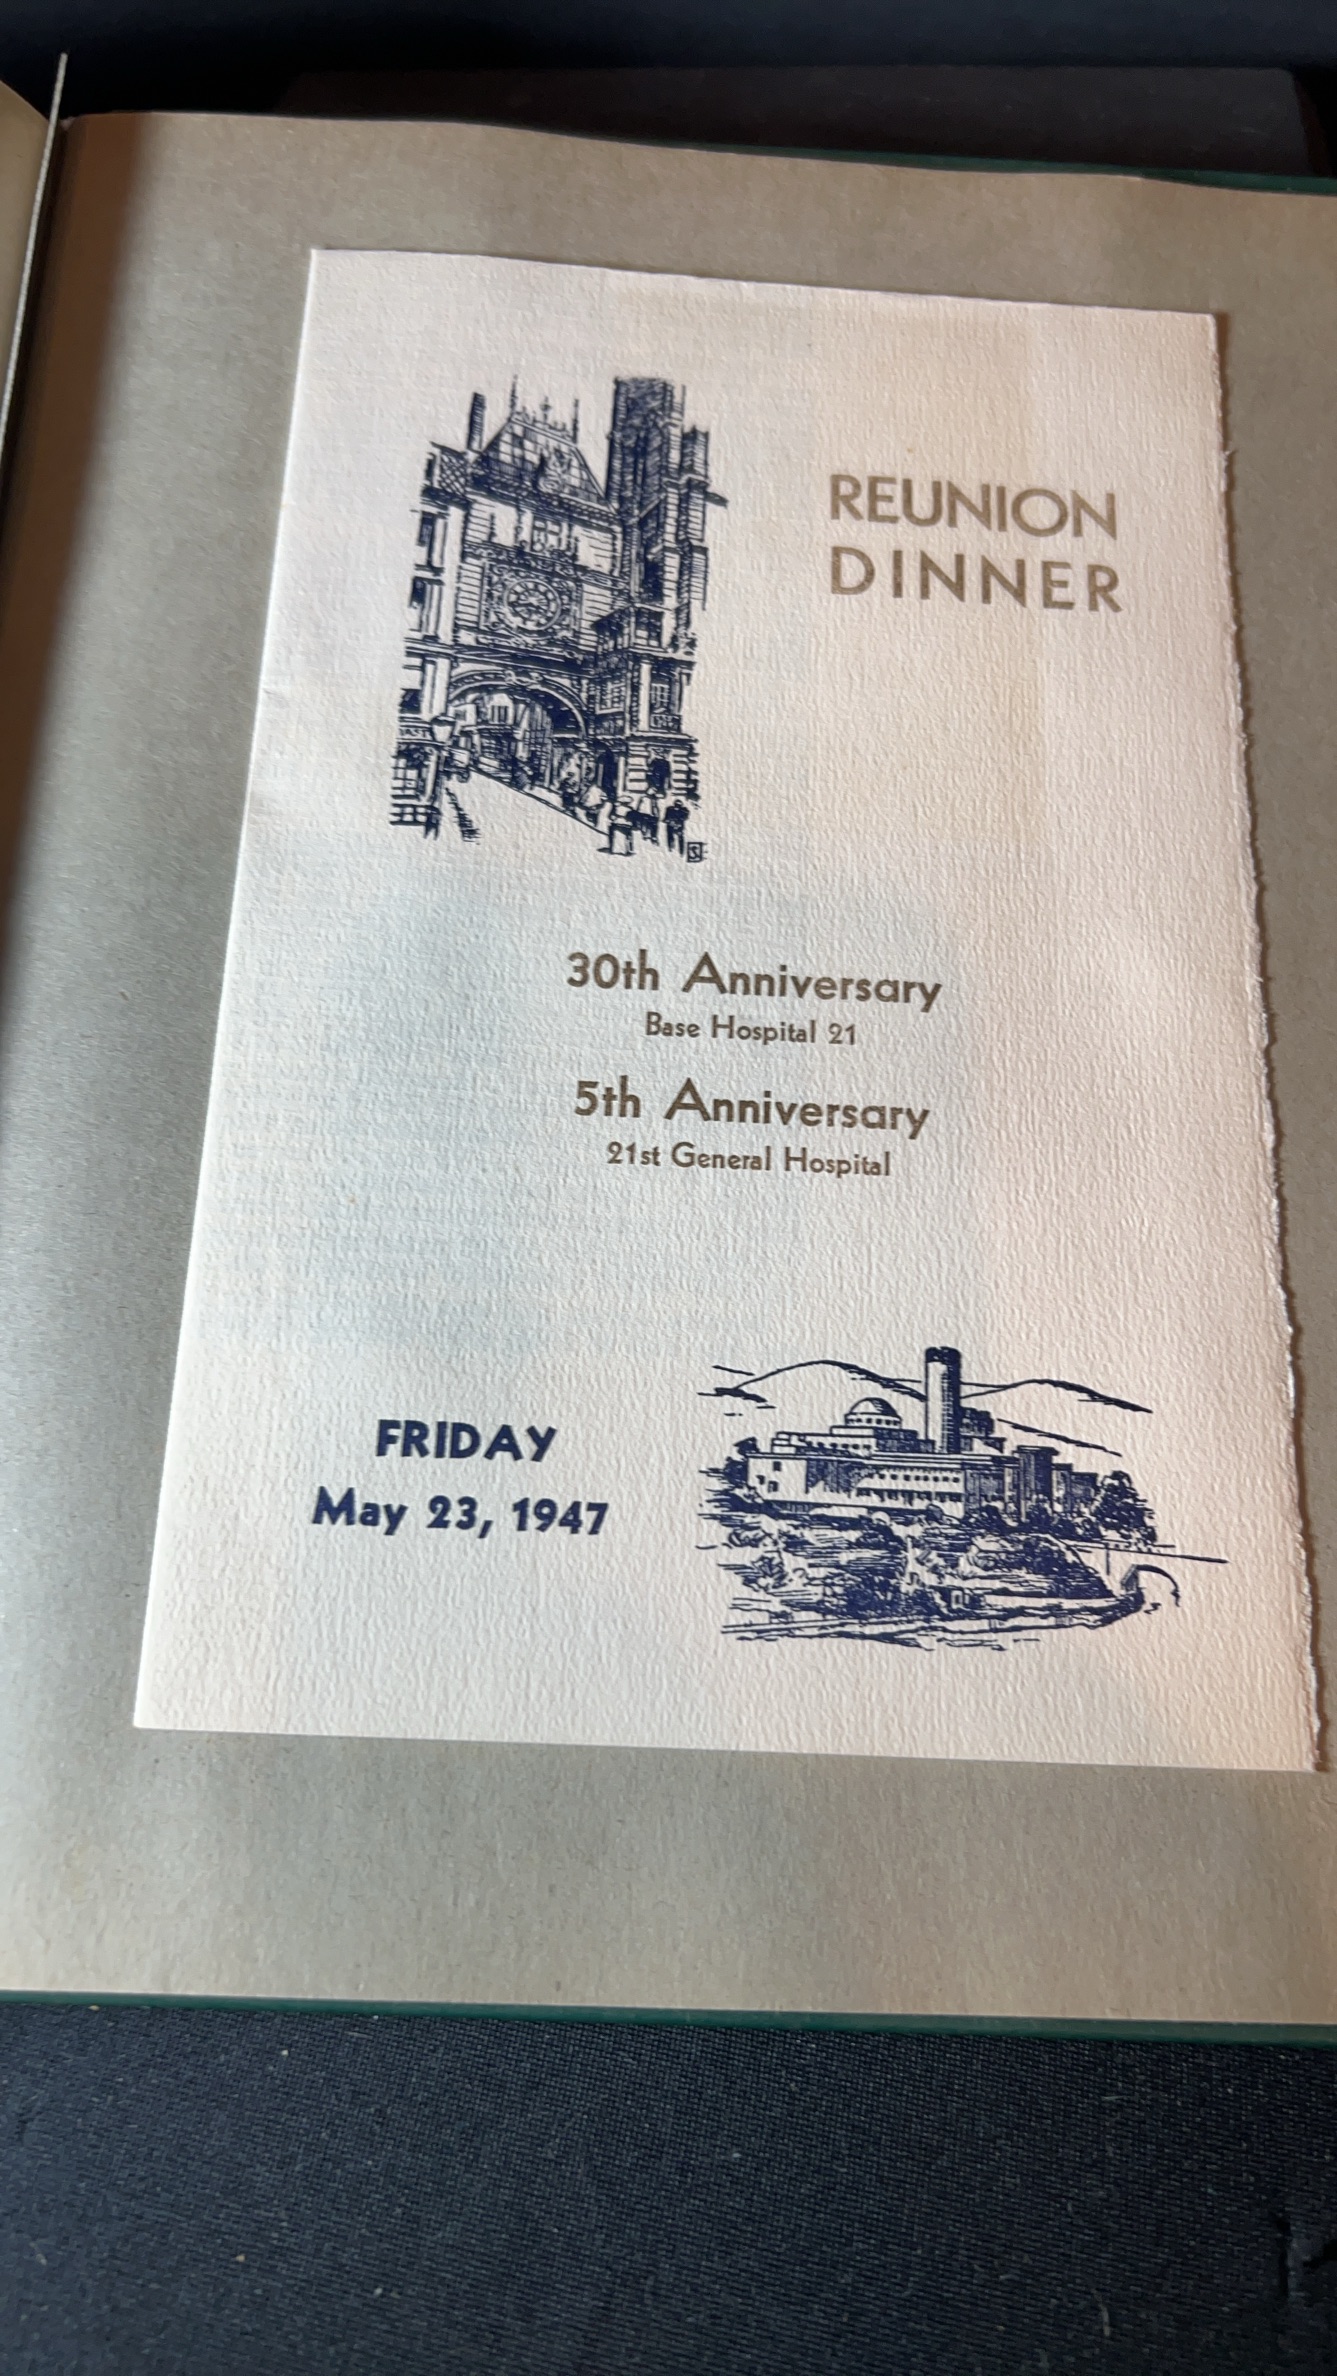 REUNION
DINNER
30th Anniversary
Base Hospital 21
5th Anniversary
21st General Hospital
FRIDAY
May 23, 1947